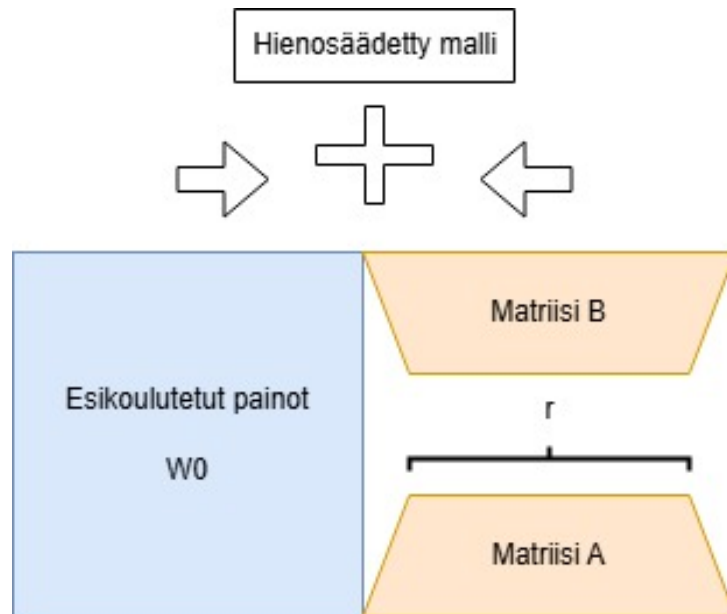 Hienosäädetty malli
Matriisi B
Esikoulutetut painot
W0
r
Matriisi A